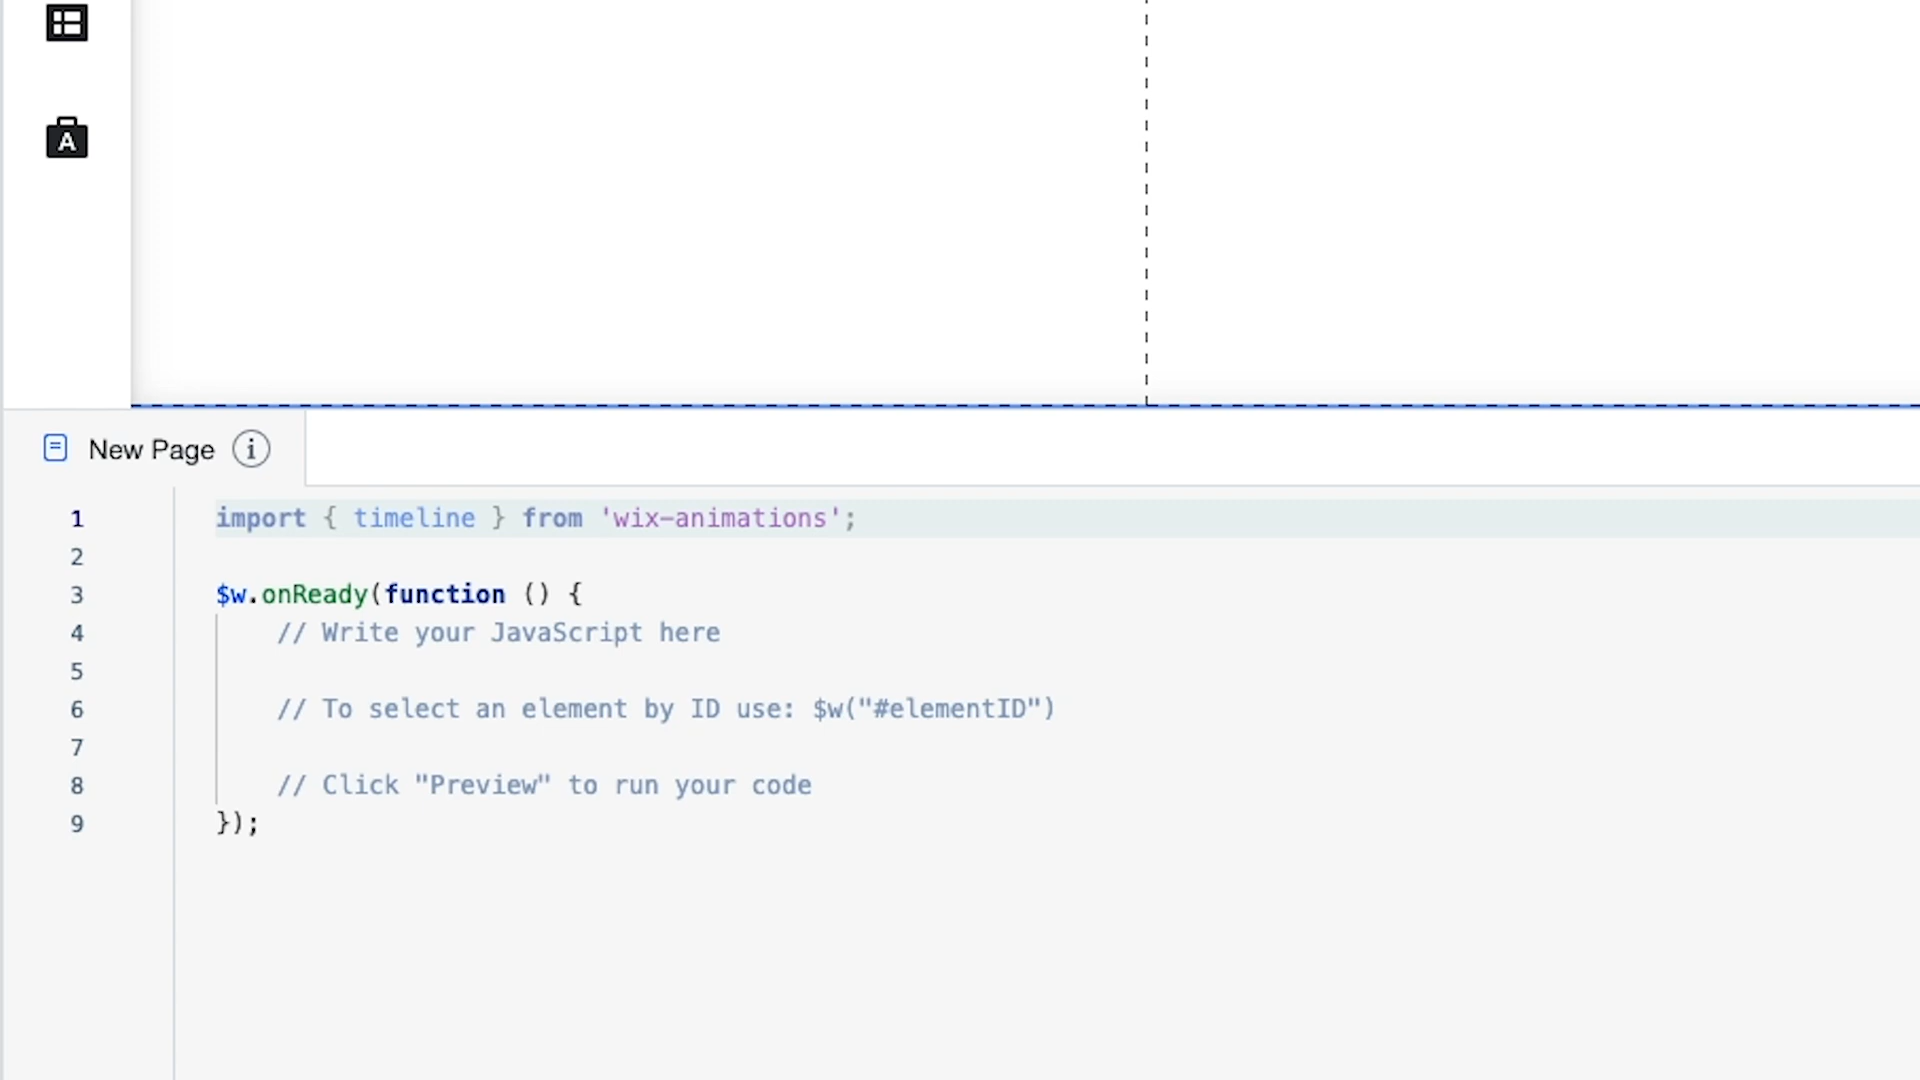 A
New Page i
1 import { timeline } from 'wix-animations';
2
3 $w.onReady(function () {
4 // Write your JavaScript here
5
6 // To select an element by ID use: $w("#elementID")
7
8 // Click "Preview" to run your code
9 });